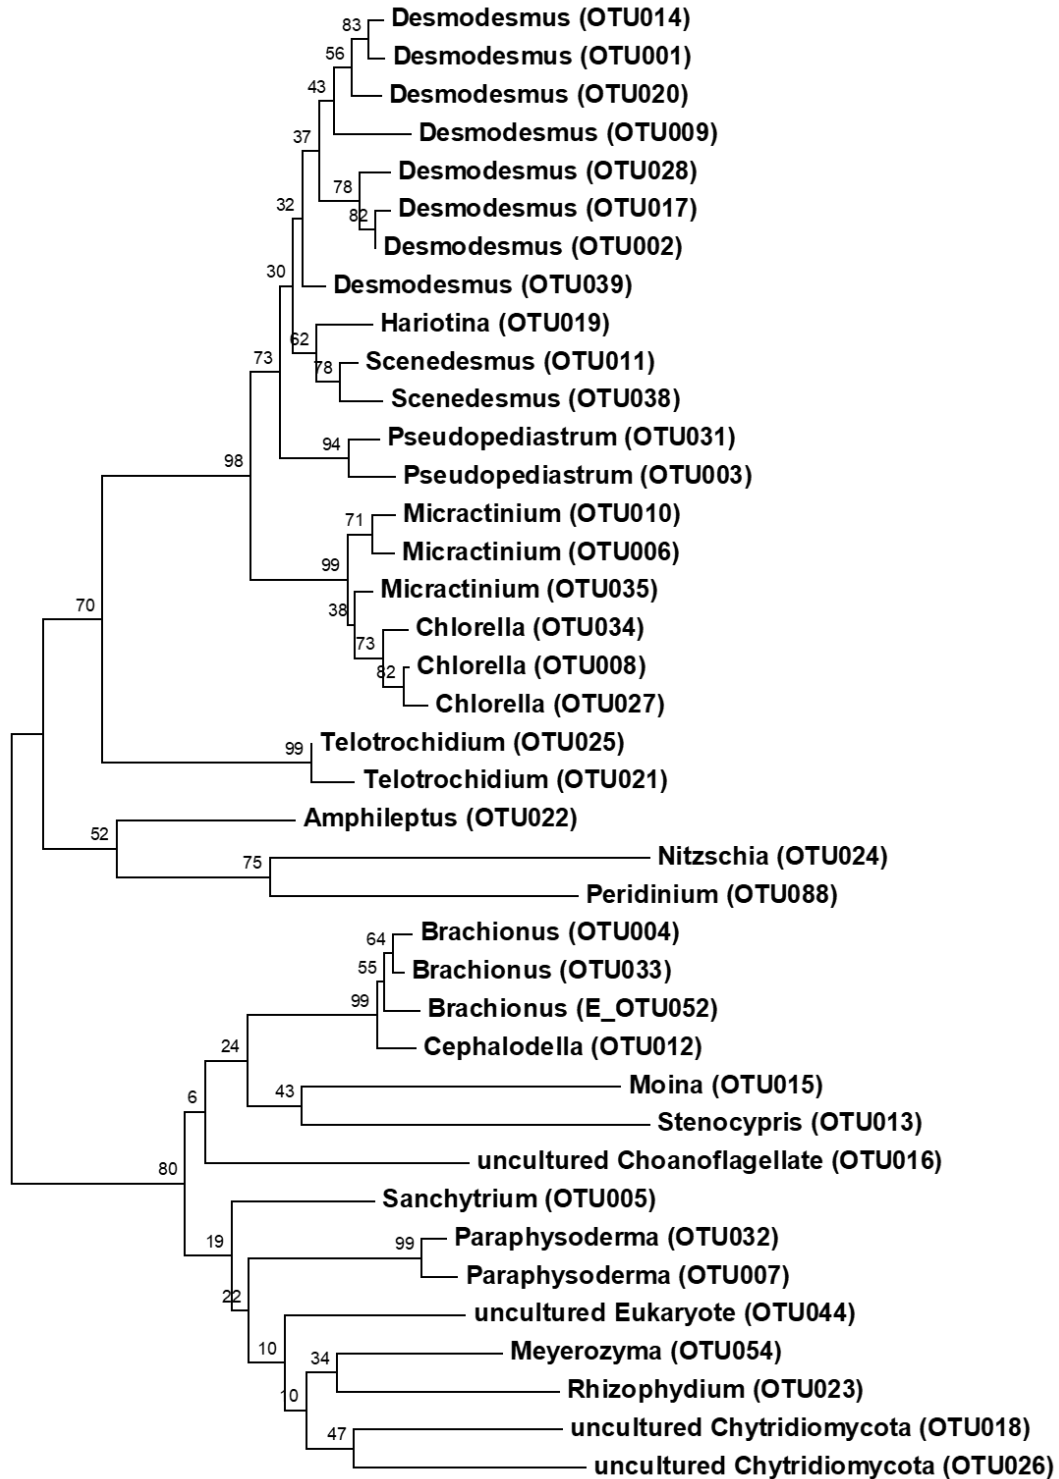 83
Desmodesmus (OTU014)
56
Desmodesmus (OTU001)
43
Desmodesmus (OTU020)
37
Desmodesmus (OTU009)
78
Desmodesmus (OTU028)
32
82
Desmodesmus (OTU017)
Desmodesmus (OTU002)
30
Desmodesmus (OTU039)
62
Hariotina (OTU019)
73
78
Scenedesmus (OTU011)
Scenedesmus (OTU038)
94
Pseudopediastrum (OTU031)
98
Pseudopediastrum (OTU003)
71
Micractinium (OTU010)
99
Micractinium (OTU006)
38
Micractinium (OTU035)
70
73
Chlorella (OTU034)
82
Chlorella (OTU008)
Chlorella (OTU027)
99
Telotrochidium (OTU025)
Telotrochidium (OTU021)
52
Amphileptus (OTU022)
75
Nitzschia (OTU024)
Peridinium (OTU088)
64
Brachionus (OTU004)
55
Brachionus (OTU033)
99
Brachionus (E_OTU052)
24
Cephalodella (OTU012)
43
Moina (OTU015)
6
Stenocypris (OTU013)
80
uncultured Choanoflagellate (OTU016)
Sanchytrium (OTU005)
19
99
Paraphysoderma (OTU032)
Paraphysoderma (OTU007)
22
uncultured Eukaryote (OTU044)
10
34
Meyerozyma (OTU054)
10
Rhizophydium (OTU023)
47
uncultured Chytridiomycota (OTU018)
uncultured Chytridiomycota (OTU026)